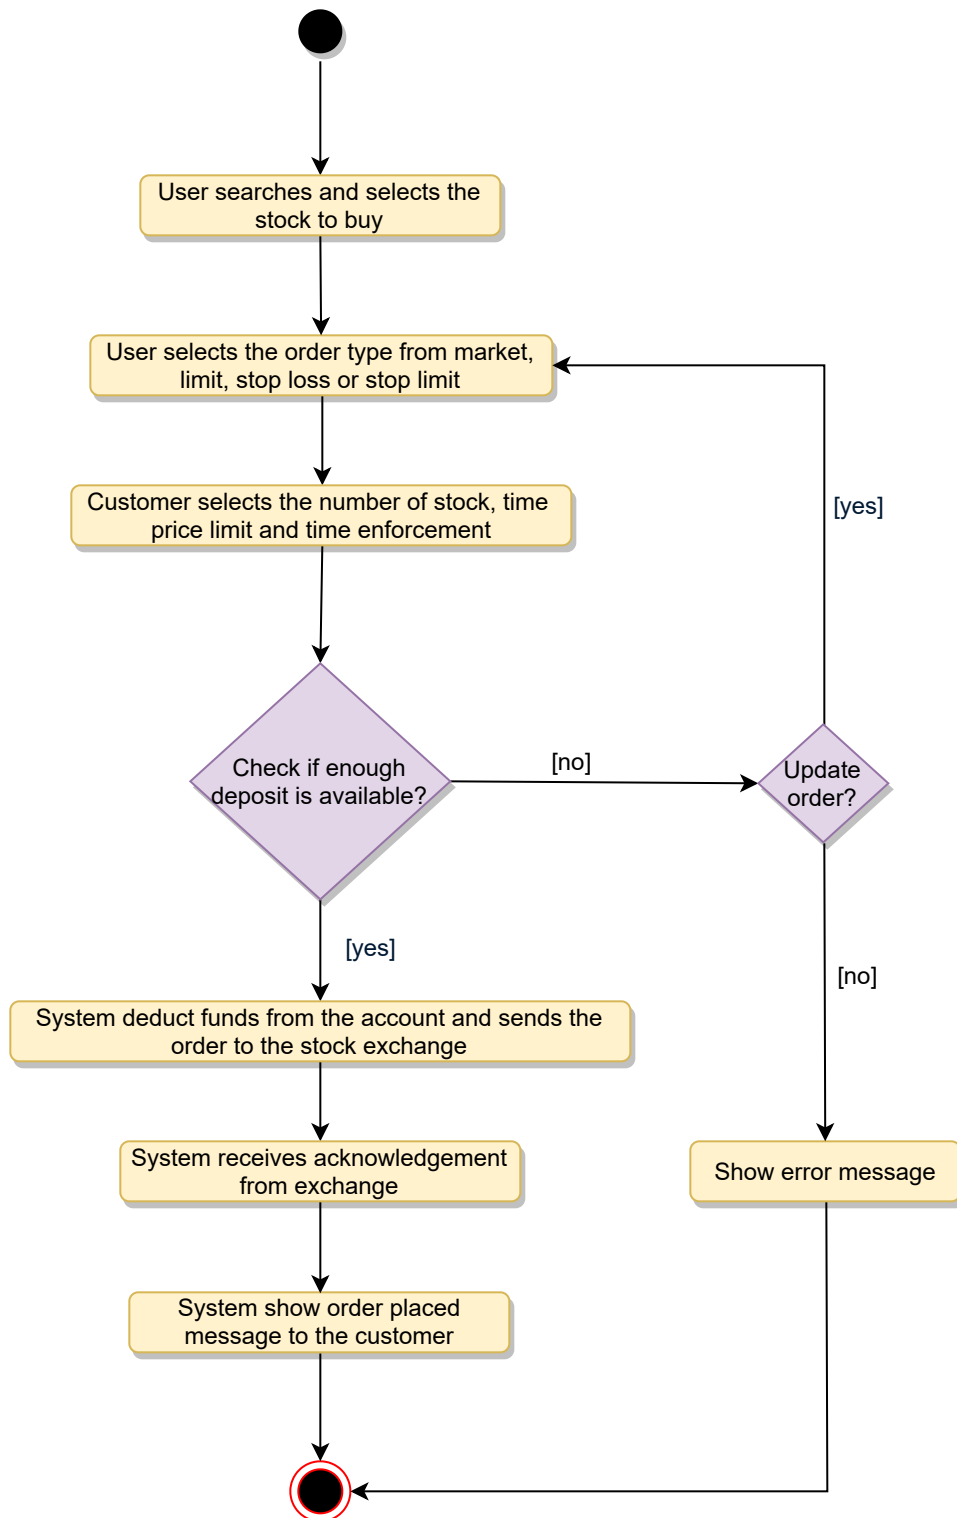 User searches and selects the
stock to buy
User selects the order type from market,
limit, stop loss or stop limit
Customer selects the number of stock, time
price limit and time enforcement
[yes]
Check if enough
deposit is available?
[no]
Update
order?
[yes]
[no]
System deduct funds from the account and sends the
order to the stock exchange
System receives acknowledgement
from exchange
Show error message
System show order placed
message to the customer